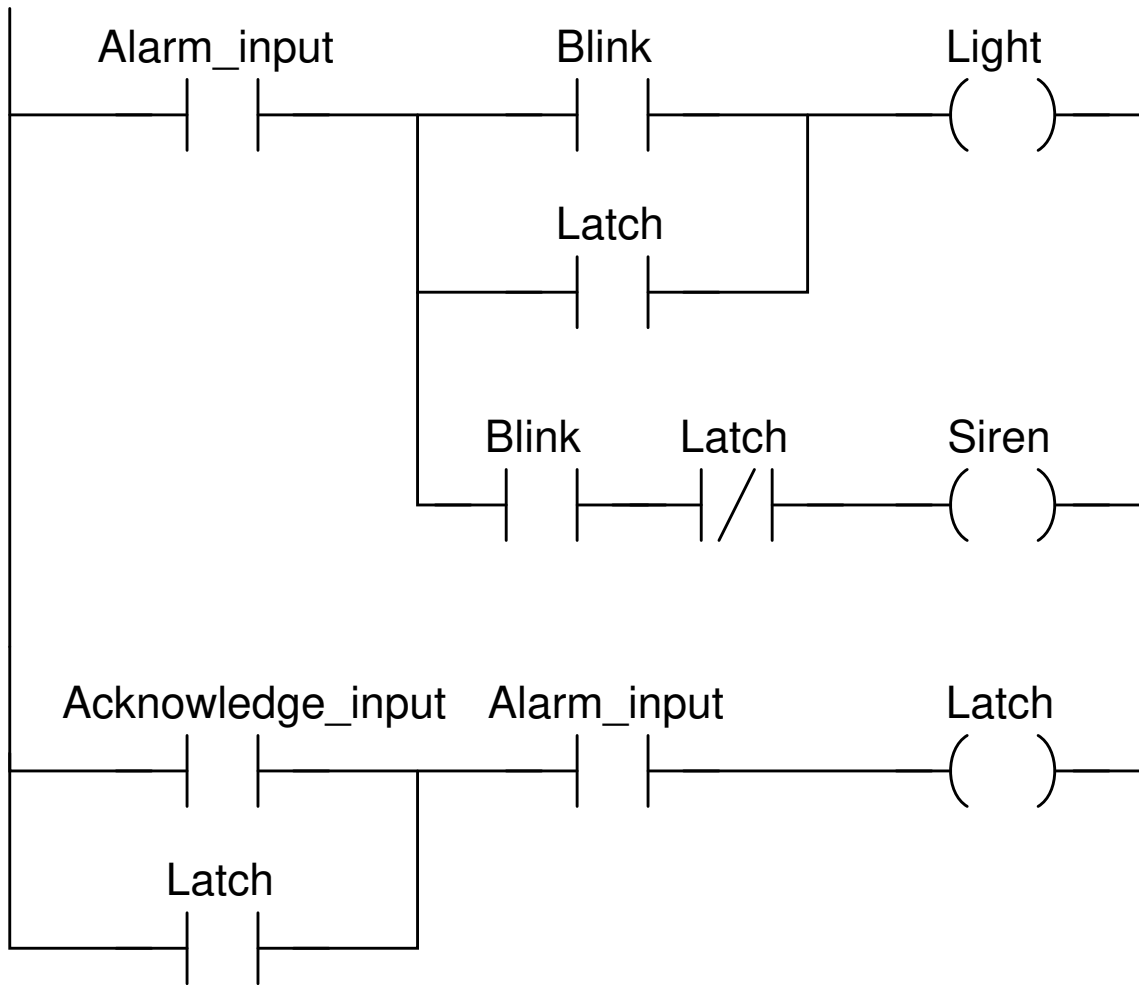 Alarm_input Blink Light
Latch
Blink Latch Siren
Acknowledge_input Alarm_input Latch
Latch